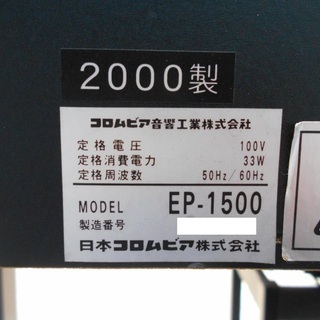 2000製
コロムビア音響工業株式会社
定格電圧 100V
定格消費電力 33W
定格周波数 50Hz/60Hz
MODEL EP-1500
製造番号
日本コロムビア株式会社